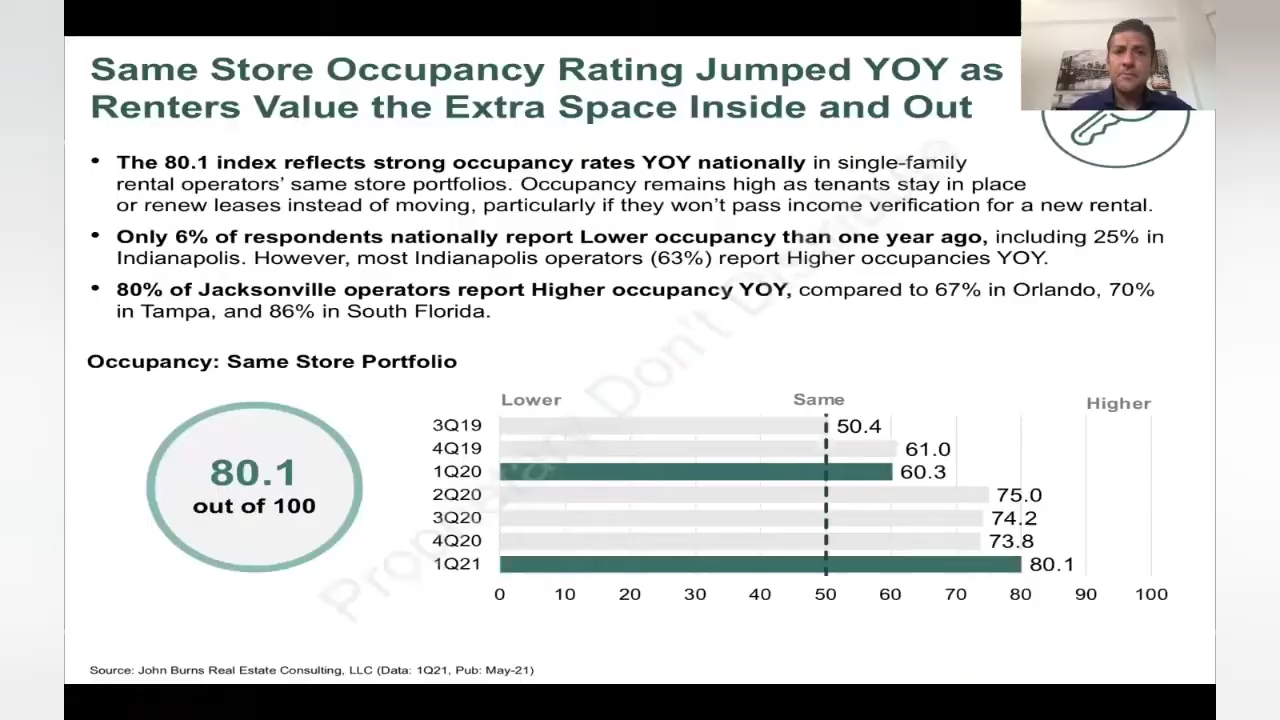 Same Store Occupancy Rating Jumped YOY as
Renters Value the Extra Space Inside and Out
• The 80.1 index reflects strong occupancy rates YOY nationally in single-family
rental operators’ same store portfolios. Occupancy remains high as tenants stay in place
or renew leases instead of moving, particularly if they won’t pass income verification for a new rental.
• Only 6% of respondents nationally report Lower occupancy than one year ago, including 25% in
Indianapolis. However, most Indianapolis operators (63%) report Higher occupancies YOY.
• 80% of Jacksonville operators report Higher occupancy YOY, compared to 67% in Orlando, 70%
in Tampa, and 86% in South Florida.
Occupancy: Same Store Portfolio
80.1
out of 100
Lower Same Higher
3Q19 50.4
4Q19 61.0
1Q20 60.3
2Q20 75.0
3Q20 74.2
4Q20 73.8
1Q21 80.1
0 10 20 30 40 50 60 70 80 90 100
Source: John Burns Real Estate Consulting, LLC (Data: 1Q21, Pub: May-21)